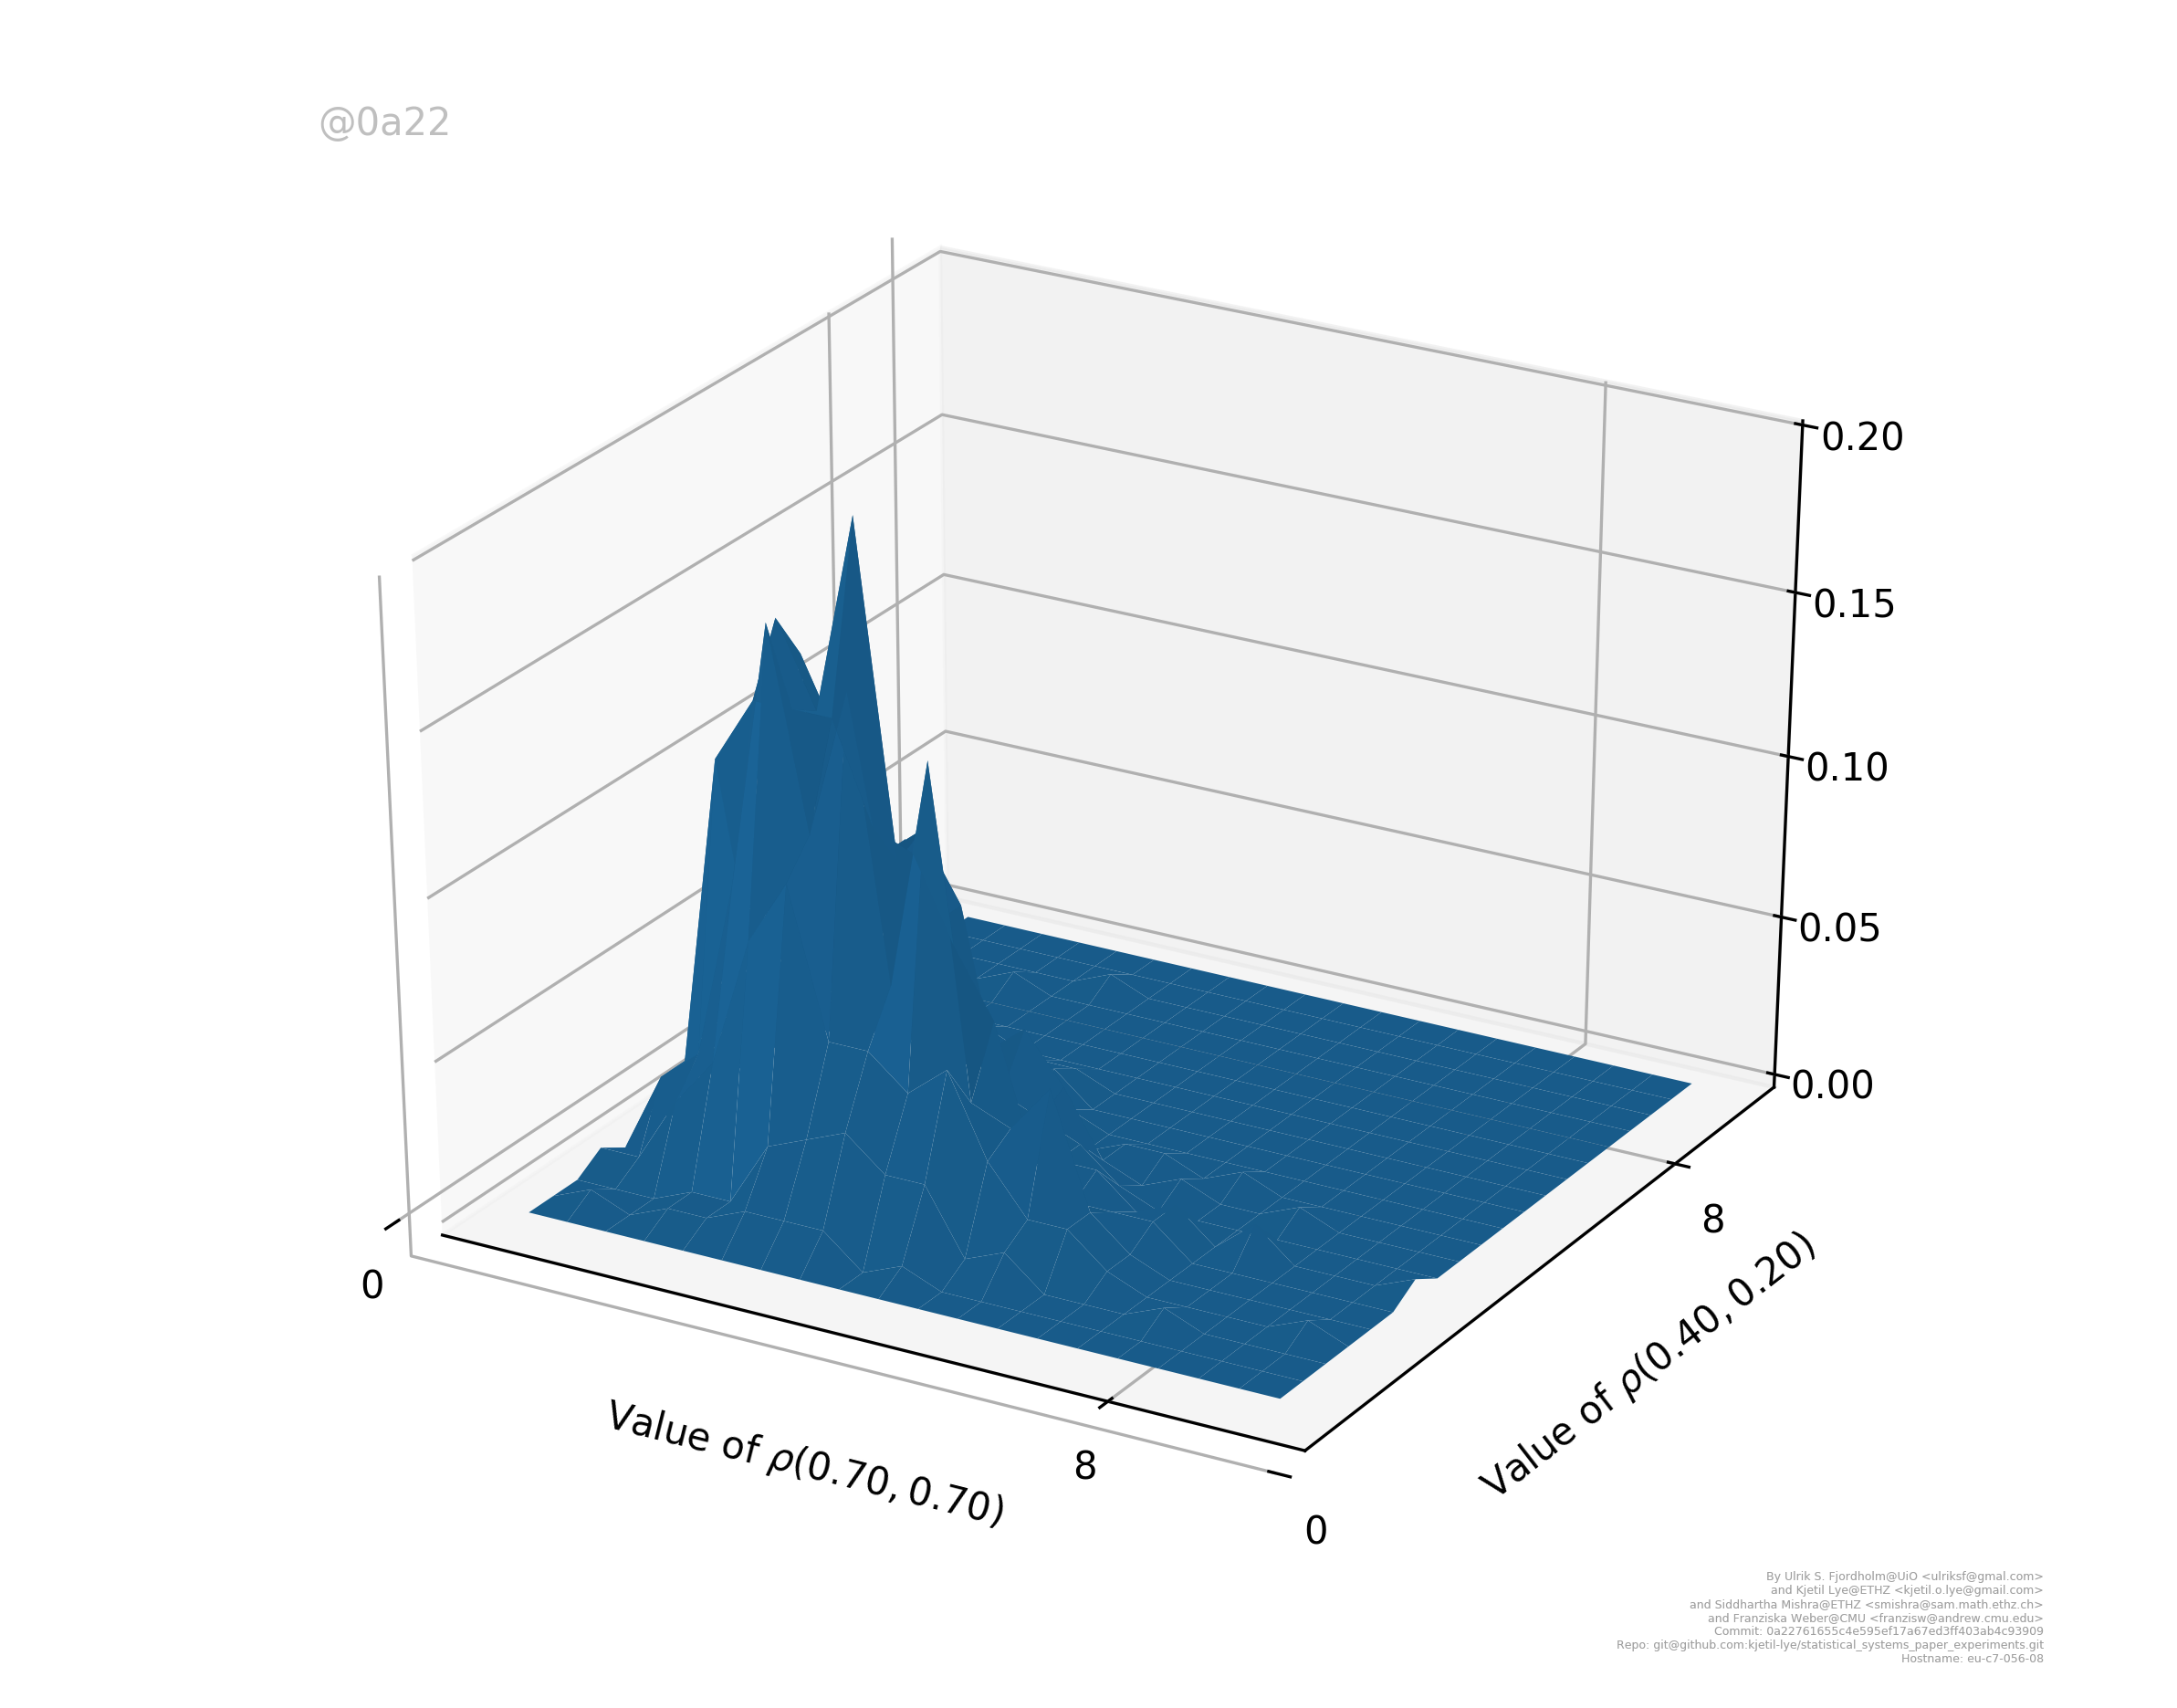 @0a22
0.20
0.15
0.10
0.05
0.00
8
Value of ρ(0.40, 0.20)
0
0
8
Value of ρ(0.70, 0.70)
By Ulrik S. Fjordholm@UiO <ulriksf@gmal.com>
and Kjetil Lye@ETHZ <kjetil.o.lye@gmail.com>
and Siddhartha Mishra@ETHZ <smishra@sam.math.ethz.ch>
and Franziska Weber@CMU <franzisw@andrew.cmu.edu>
Commit: 0a22761655c4e595ef17a67ed3ff403ab4c93909
Repo: git@github.com:kjetil-lye/statistical_systems_paper_experiments.git
Hostname: eu-c7-056-08